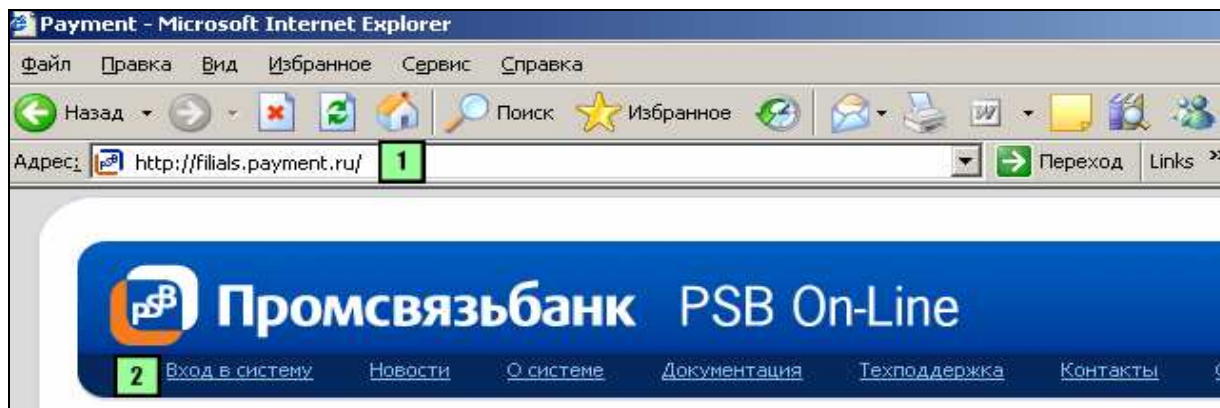 Payment - Microsoft Internet Explorer
Файл Правка Вид Избранное Сервис Справка
Назад Поиск Избранное
Адрес: http://filials.payment.ru/ 1 Переход Links »
PSB Промсвязьбанк PSB On-Line
2 Вход в систему Новости О системе Документация Техподдержка Контакты